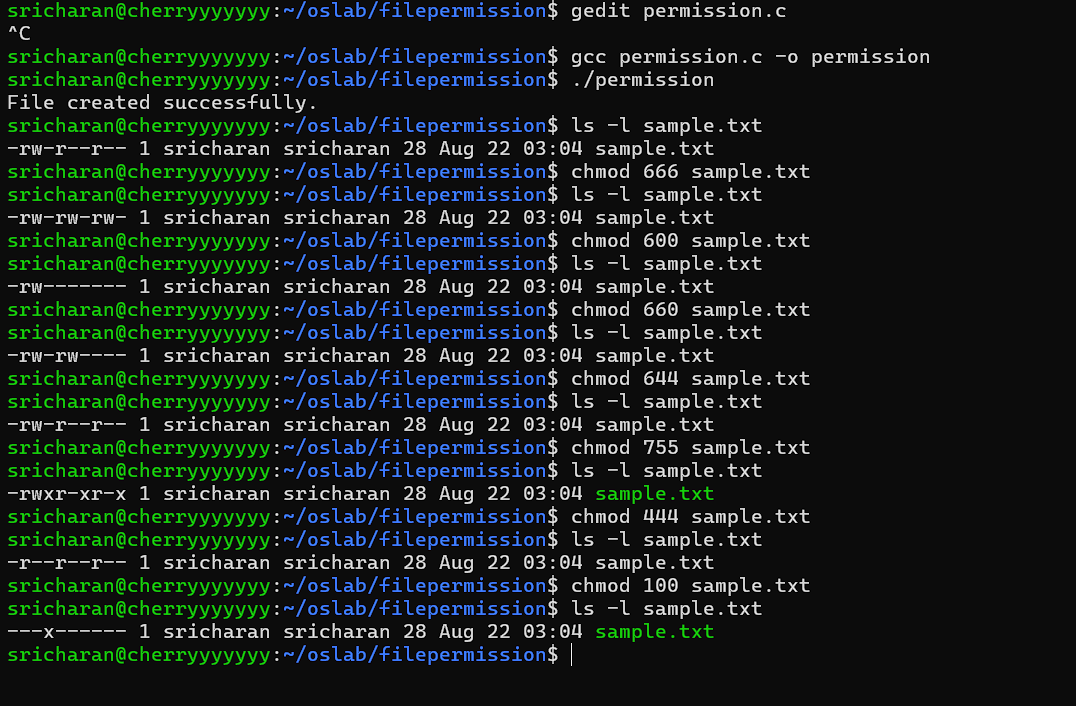 sricharan@cherryyyyyyy:~/oslab/filepermission$ gedit permission.c
^C
sricharan@cherryyyyyyy:~/oslab/filepermission$ gcc permission.c -o permission
sricharan@cherryyyyyyy:~/oslab/filepermission$ ./permission
File created successfully.
sricharan@cherryyyyyyy:~/oslab/filepermission$ ls -l sample.txt
-rw-r--r-- 1 sricharan sricharan 28 Aug 22 03:04 sample.txt
sricharan@cherryyyyyyy:~/oslab/filepermission$ chmod 666 sample.txt
sricharan@cherryyyyyyy:~/oslab/filepermission$ ls -l sample.txt
-rw-rw-rw- 1 sricharan sricharan 28 Aug 22 03:04 sample.txt
sricharan@cherryyyyyyy:~/oslab/filepermission$ chmod 600 sample.txt
sricharan@cherryyyyyyy:~/oslab/filepermission$ ls -l sample.txt
-rw------- 1 sricharan sricharan 28 Aug 22 03:04 sample.txt
sricharan@cherryyyyyyy:~/oslab/filepermission$ chmod 660 sample.txt
sricharan@cherryyyyyyy:~/oslab/filepermission$ ls -l sample.txt
-rw-rw---- 1 sricharan sricharan 28 Aug 22 03:04 sample.txt
sricharan@cherryyyyyyy:~/oslab/filepermission$ chmod 644 sample.txt
sricharan@cherryyyyyyy:~/oslab/filepermission$ ls -l sample.txt
-rw-r--r-- 1 sricharan sricharan 28 Aug 22 03:04 sample.txt
sricharan@cherryyyyyyy:~/oslab/filepermission$ chmod 755 sample.txt
sricharan@cherryyyyyyy:~/oslab/filepermission$ ls -l sample.txt
-rwxr-xr-x 1 sricharan sricharan 28 Aug 22 03:04 sample.txt
sricharan@cherryyyyyyy:~/oslab/filepermission$ chmod 444 sample.txt
sricharan@cherryyyyyyy:~/oslab/filepermission$ ls -l sample.txt
-r--r--r-- 1 sricharan sricharan 28 Aug 22 03:04 sample.txt
sricharan@cherryyyyyyy:~/oslab/filepermission$ chmod 100 sample.txt
sricharan@cherryyyyyyy:~/oslab/filepermission$ ls -l sample.txt
---x------ 1 sricharan sricharan 28 Aug 22 03:04 sample.txt
sricharan@cherryyyyyyy:~/oslab/filepermission$